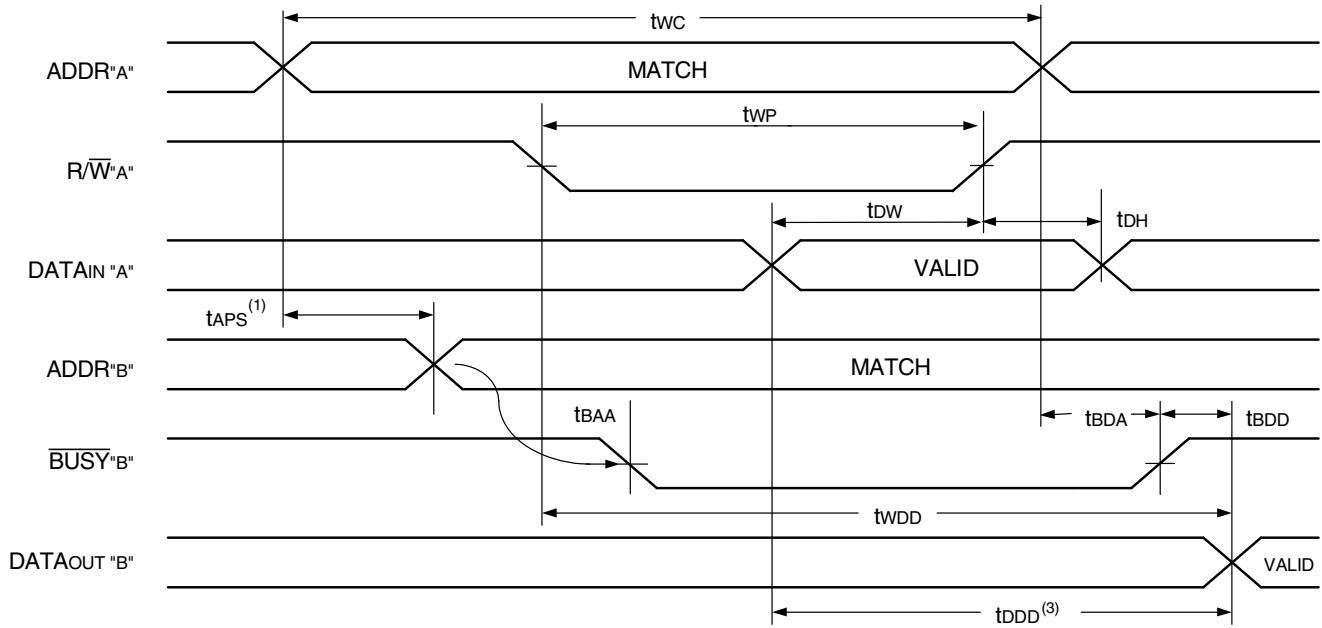 tWC
ADDR"A"
MATCH
tWP
R/W̅"A"
tDW
tDH
DATAIN "A"
VALID
tAPS(1)
ADDR"B"
MATCH
tBAA
tBDA
tBDD
B̅U̅S̅Y̅"B"
tWDD
DATAOUT "B"
VALID
tDDD(3)